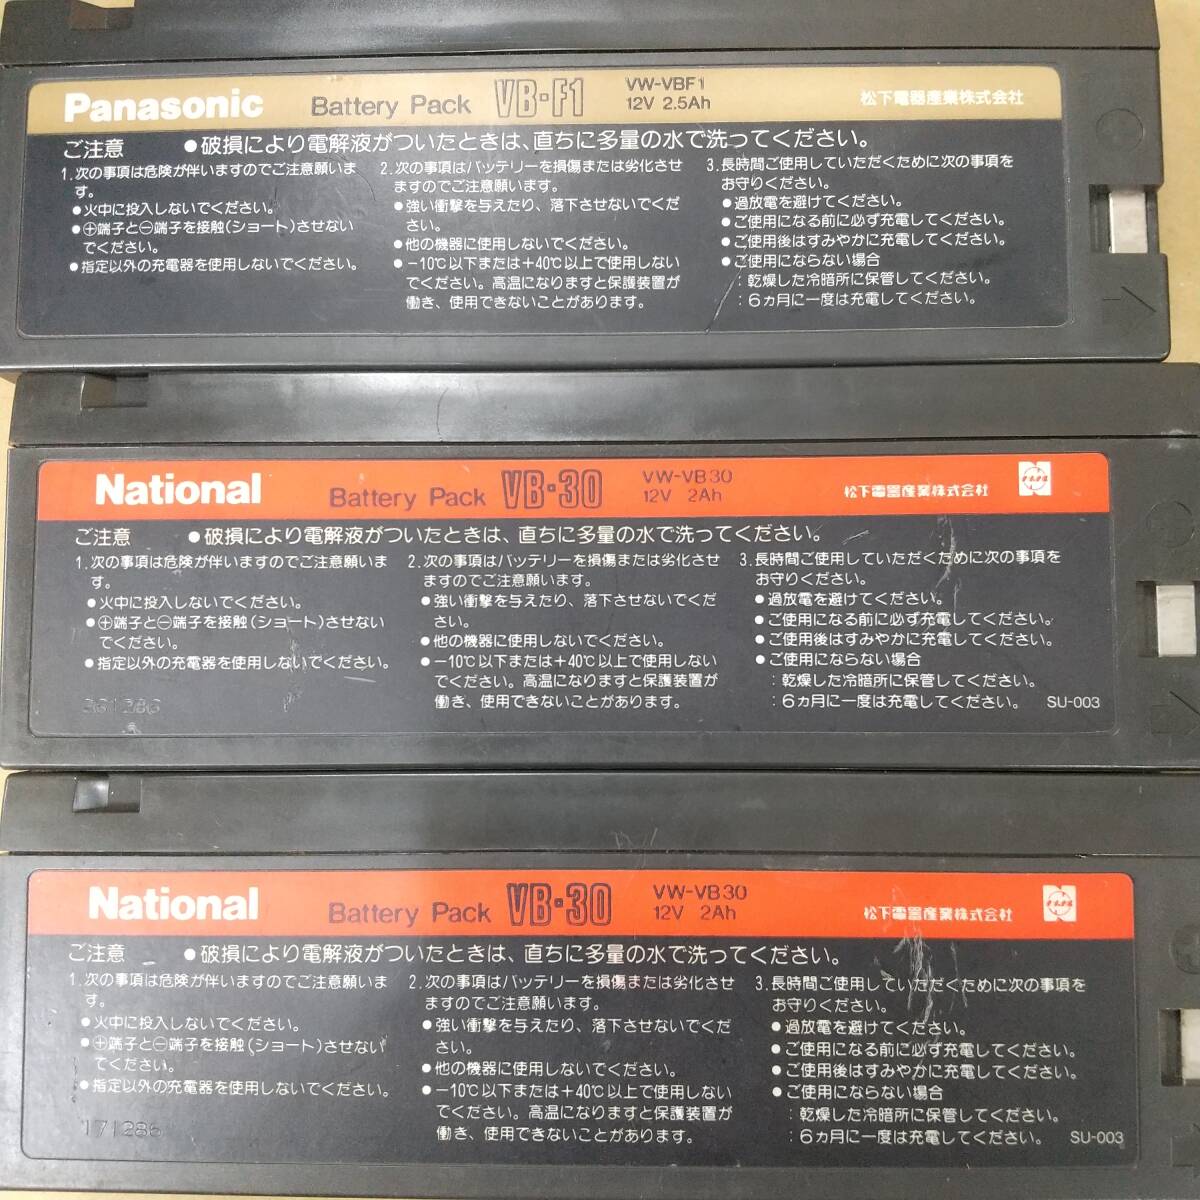 Panasonic Battery Pack VB-F1 VW-VBF1 12V 2.5Ah 松下電器産業株式会社
ご注意 ●破損により電解液がついたときは、直ちに多量の水で洗ってください。
1.次の事項は危険が伴いますのでご注意願いま
す。
●火中に投入しないでください。
●⊕端子と⊖端子を接触(ショート)させない
でください。
●指定以外の充電器を使用しないでください。
2.次の事項はバッテリーを損傷または劣化させ
ますのでご注意願います。
●強い衝撃を与えたり、落下させないでくだ
さい。
●他の機器に使用しないでください。
●-10℃以下または+40℃以上で使用しない
でください。高温になりますと保護装置が
働き、使用できないことがあります。
3.長時間ご使用していただくために次の事項を
お守りください。
●過放電を避けてください。
●ご使用になる前に必ず充電してください。
●ご使用後はすみやかに充電してください。
●ご使用にならない場合
:乾燥した冷暗所に保管してください。
:6ヵ月に一度は充電してください。
National Battery Pack VB-30 VW-VB30 12V 2Ah 松下電器産業株式会社
ご注意 ●破損により電解液がついたときは、直ちに多量の水で洗ってください。
1.次の事項は危険が伴いますのでご注意願いま
す。
●火中に投入しないでください。
●⊕端子と⊖端子を接触(ショート)させない
でください。
●指定以外の充電器を使用しないでください。
2.次の事項はバッテリーを損傷または劣化させ
ますのでご注意願います。
●強い衝撃を与えたり、落下させないでくだ
さい。
●他の機器に使用しないでください。
●-10℃以下または+40℃以上で使用しない
でください。高温になりますと保護装置が
働き、使用できないことがあります。
3.長時間ご使用していただくために次の事項を
お守りください。
●過放電を避けてください。
●ご使用になる前に必ず充電してください。
●ご使用後はすみやかに充電してください。
●ご使用にならない場合
:乾燥した冷暗所に保管してください。
:6ヵ月に一度は充電してください。 SU-003
National Battery Pack VB-30 VW-VB30 12V 2Ah 松下電器産業株式会社
ご注意 ●破損により電解液がついたときは、直ちに多量の水で洗ってください。
1.次の事項は危険が伴いますのでご注意願いま
す。
●火中に投入しないでください。
●⊕端子と⊖端子を接触(ショート)させない
でください。
●指定以外の充電器を使用しないでください。
171286
2.次の事項はバッテリーを損傷または劣化させ
ますのでご注意願います。
●強い衝撃を与えたり、落下させないでくだ
さい。
●他の機器に使用しないでください。
●-10℃以下または+40℃以上で使用しない
でください。高温になりますと保護装置が
働き、使用できないことがあります。
3.長時間ご使用していただくために次の事項を
お守りください。
●過放電を避けてください。
●ご使用になる前に必ず充電してください。
●ご使用後はすみやかに充電してください。
●ご使用にならない場合
:乾燥した冷暗所に保管してください。
:6ヵ月に一度は充電してください。 SU-003